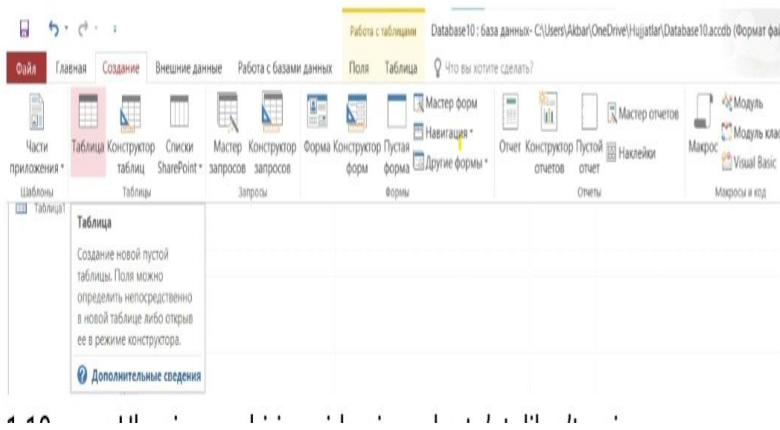 Работа с таблицами
Database10 : база данных- C:\Users\Akbar\OneDrive\Hujjatlar\Database10.accdb (Формат фай
Файл Главная Создание Внешние данные Работа с базами данных Поля Таблица Что вы хотите сделать?
Части приложения
Таблица
Конструктор таблиц
Списки SharePoint
Мастер запросов
Конструктор запросов
Форма
Конструктор форм
Пустая форма
Мастер форм
Навигация
Другие формы
Отчет
Конструктор отчетов
Пустой отчет
Мастер отчетов
Наклейки
Макрос
Модуль
Модуль клас
Visual Basic
Шаблоны Таблицы Запросы Формы Отчеты Макросы и код
Таблица1
Таблица
Создание новой пустой
таблицы. Поля можно
определить непосредственно
в новой таблице либо открыв
ее в режиме конструктора.
Дополнительные сведения